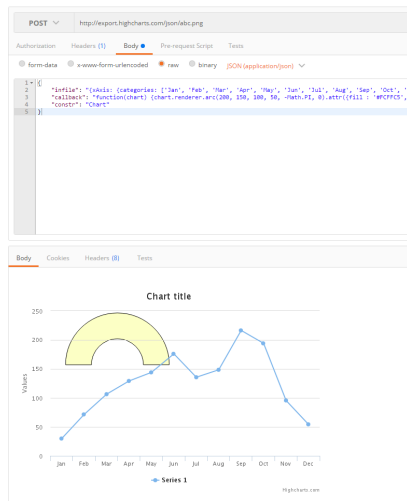 POST http://export.highcharts.com/json/abc.png
Authorization Headers (1) Body Pre-request Script Tests
form-data x-www-form-urlencoded raw binary JSON (application/json)
1 {
2 "infile": "{xAxis: {categories: ['Jan', 'Feb', 'Mar', 'Apr', 'May', 'Jun', 'Jul', 'Aug', 'Sep', 'Oct', '
3 "callback": "function(chart) {chart.renderer.arc(200, 150, 100, 50, -Math.PI, 0).attr({fill : '#FCFFC5',
4 "constr": "Chart"
5 }
Body Cookies Headers (8) Tests
Chart title
Values
250
200
150
100
50
0
Jan Feb Mar Apr May Jun Jul Aug Sep Oct Nov Dec
Series 1
Highcharts.com